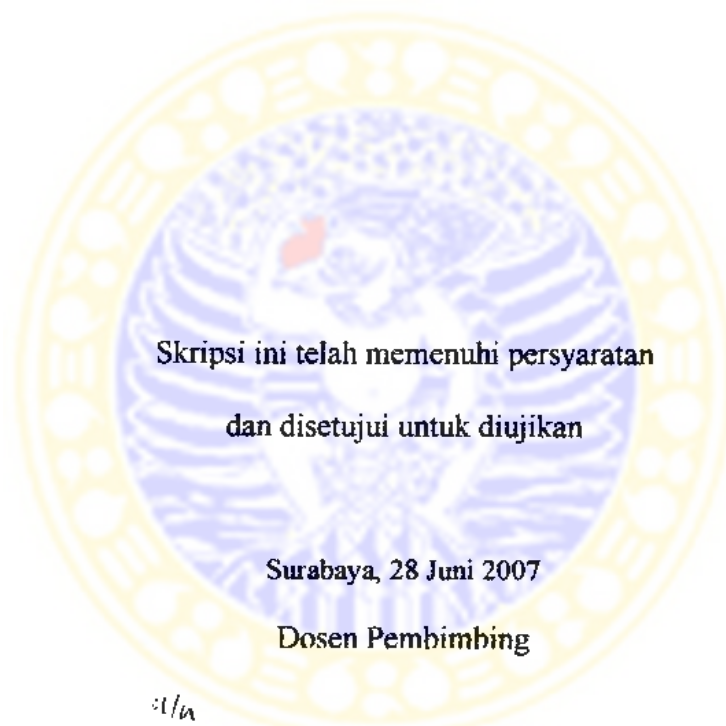 Skripsi ini telah memenuhi persyaratan
dan disetujui untuk diujikan
Surabaya, 28 Juni 2007
Dosen Pembimbing